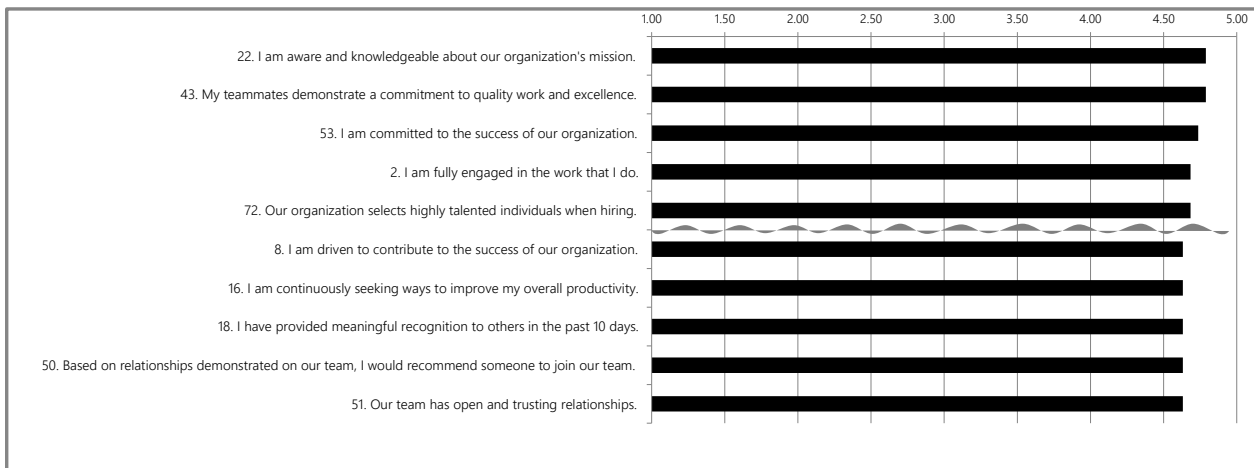 1.00 1.50 2.00 2.50 3.00 3.50 4.00 4.50 5.00
22. I am aware and knowledgeable about our organization's mission.
43. My teammates demonstrate a commitment to quality work and excellence.
53. I am committed to the success of our organization.
2. I am fully engaged in the work that I do.
72. Our organization selects highly talented individuals when hiring.
8. I am driven to contribute to the success of our organization.
16. I am continuously seeking ways to improve my overall productivity.
18. I have provided meaningful recognition to others in the past 10 days.
50. Based on relationships demonstrated on our team, I would recommend someone to join our team.
51. Our team has open and trusting relationships.